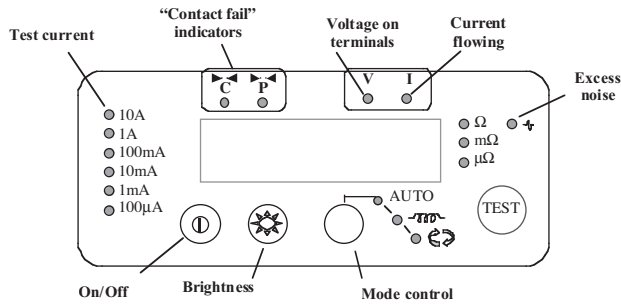 “Contact fail”
indicators
Test current
Voltage on
terminals
Current
flowing
Excess
noise
C P
V I
10A
1A
100mA
10mA
1mA
100μA
Ω
mΩ
μΩ
AUTO
TEST
On/Off
Brightness
Mode control